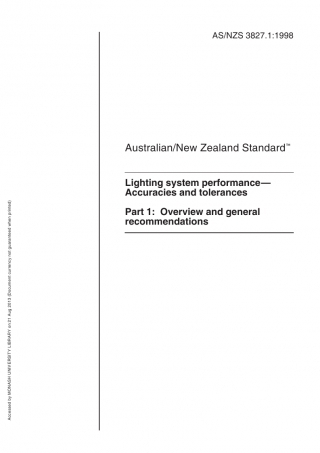 AS/NZS 3827.1:1998
Australian/New Zealand Standard™
Lighting system performance—
Accuracies and tolerances
Part 1: Overview and general
recommendations
Accessed by MONASH UNIVERSITY LIBRARY on 21 Aug 2013 (Document currency not guaranteed when printed)